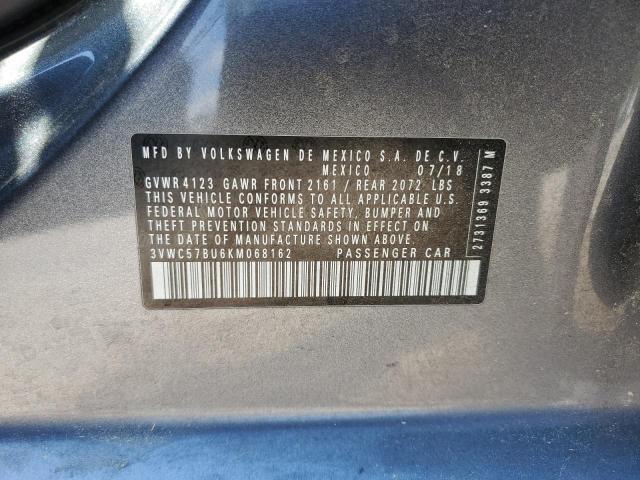 MFD BY VOLKSWAGEN DE MEXICO S.A. DE C.V.
MEXICO 07/18
GVWR 4123 GAWR FRONT 2161 / REAR 2072 LBS
THIS VEHICLE CONFORMS TO ALL APPLICABLE U.S.
FEDERAL MOTOR VEHICLE SAFETY, BUMPER AND
THEFT PREVENTION STANDARDS IN EFFECT ON
THE DATE OF MANUFACTURE SHOWN ABOVE.
3VWC57BU6KM068162 PASSENGER CAR
2731369 3387 M